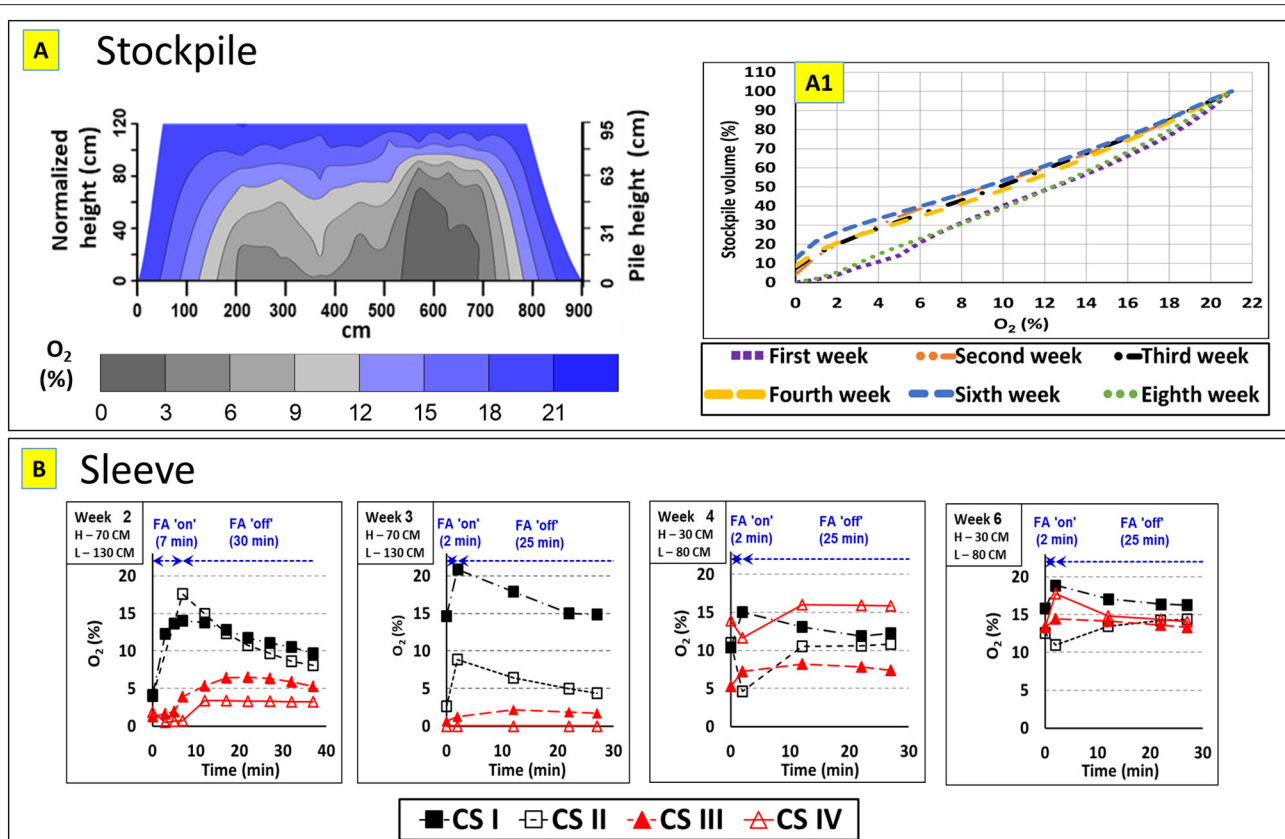 A Stockpile
Normalized
height (cm)
120
80
40
0
95
63
31
0
Pile height (cm)
0 100 200 300 400 500 600 700 800 900
cm
O₂
(%)
0 3 6 9 12 15 18 21
A1
Stockpile volume (%)
110
100
90
80
70
60
50
40
30
20
10
0
0 2 4 6 8 10 12 14 16 18 20 22
O₂ (%)
First week Second week Third week
Fourth week Sixth week Eighth week
B Sleeve
Week 2
H – 70 CM
L – 130 CM
FA 'on'
(7 min)
FA 'off'
(30 min)
O₂ (%)
20
15
10
5
0
0 10 20 30 40
Time (min)
Week 3
H – 70 CM
L – 130 CM
FA 'on'
(2 min)
FA 'off'
(25 min)
O₂ (%)
20
15
10
5
0
0 10 20 30
Time (min)
Week 4
H – 30 CM
L – 80 CM
FA 'on'
(2 min)
FA 'off'
(25 min)
O₂ (%)
20
15
10
5
0
0 10 20 30
Time (min)
Week 6
H – 30 CM
L – 80 CM
FA 'on'
(2 min)
FA 'off'
(25 min)
O₂ (%)
20
15
10
5
0
0 10 20 30
Time (min)
CS I CS II CS III CS IV